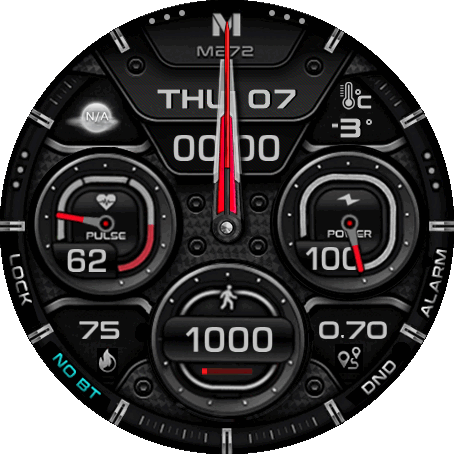 M
M272
THU 07
00:00
N/A
°C
-3°
PULSE
62
POWER
100
LOCK
ALARM
75
1000
0.70
NO BT
DND